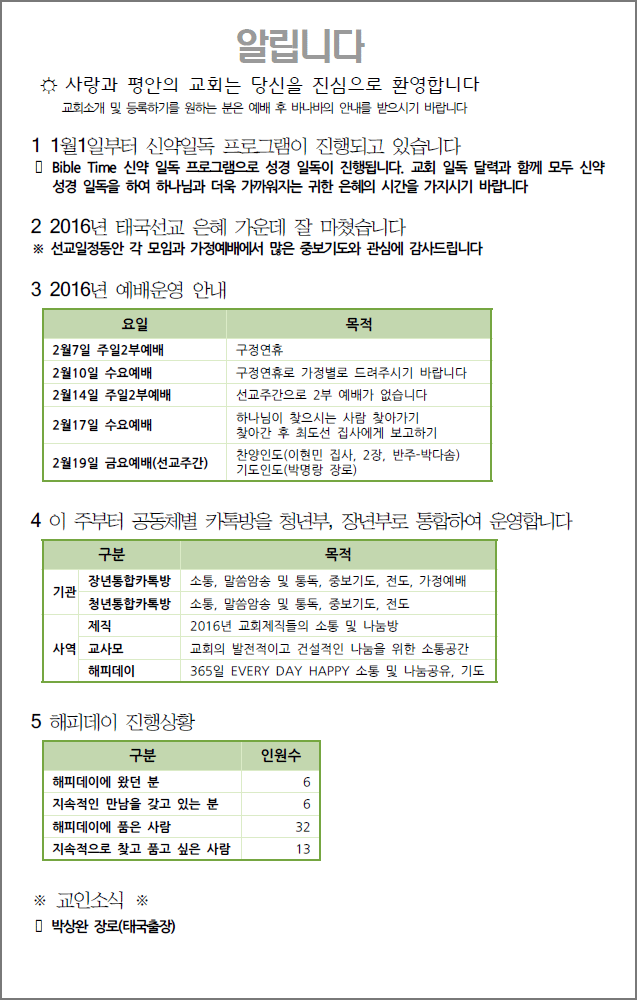 알립니다
☼ 사랑과 평안의 교회는 당신을 진심으로 환영합니다
교회소개 및 등록하기를 원하는 분은 예배 후 바나바의 안내를 받으시기 바랍니다
1 1월1일부터 신약일독 프로그램이 진행되고 있습니다
▯ Bible Time 신약 일독 프로그램으로 성경 일독이 진행됩니다. 교회 일독 달력과 함께 모두 신약
성경 일독을 하여 하나님과 더욱 가까워지는 귀한 은혜의 시간을 가지시기 바랍니다
2 2016년 태국선교 은혜 가운데 잘 마쳤습니다
※ 선교일정동안 각 모임과 가정예배에서 많은 중보기도와 관심에 감사드립니다
3 2016년 예배운영 안내
요일 목적
2월7일 주일2부예배 구정연휴
2월10일 수요예배 구정연휴로 가정별로 드려주시기 바랍니다
2월14일 주일2부예배 선교주간으로 2부 예배가 없습니다
2월17일 수요예배 하나님이 찾으시는 사람 찾아가기
찾아간 후 최도선 집사에게 보고하기
2월19일 금요예배(선교주간) 찬양인도(이현민 집사, 2장, 반주-박다솜)
기도인도(박명랑 장로)
4 이 주부터 공동체별 카톡방을 청년부, 장년부로 통합하여 운영합니다
구분 목적
기관 장년통합카톡방 소통, 말씀암송 및 통독, 중보기도, 전도, 가정예배
청년통합카톡방 소통, 말씀암송 및 통독, 중보기도, 전도
사역 제직 2016년 교회제직들의 소통 및 나눔방
교사모 교회의 발전적이고 건설적인 나눔을 위한 소통공간
해피데이 365일 EVERY DAY HAPPY 소통 및 나눔공유, 기도
5 해피데이 진행상황
구분 인원수
해피데이에 왔던 분 6
지속적인 만남을 갖고 있는 분 6
해피데이에 품은 사람 32
지속적으로 찾고 품고 싶은 사람 13
※ 교인소식 ※
▯ 박상완 장로(태국출장)